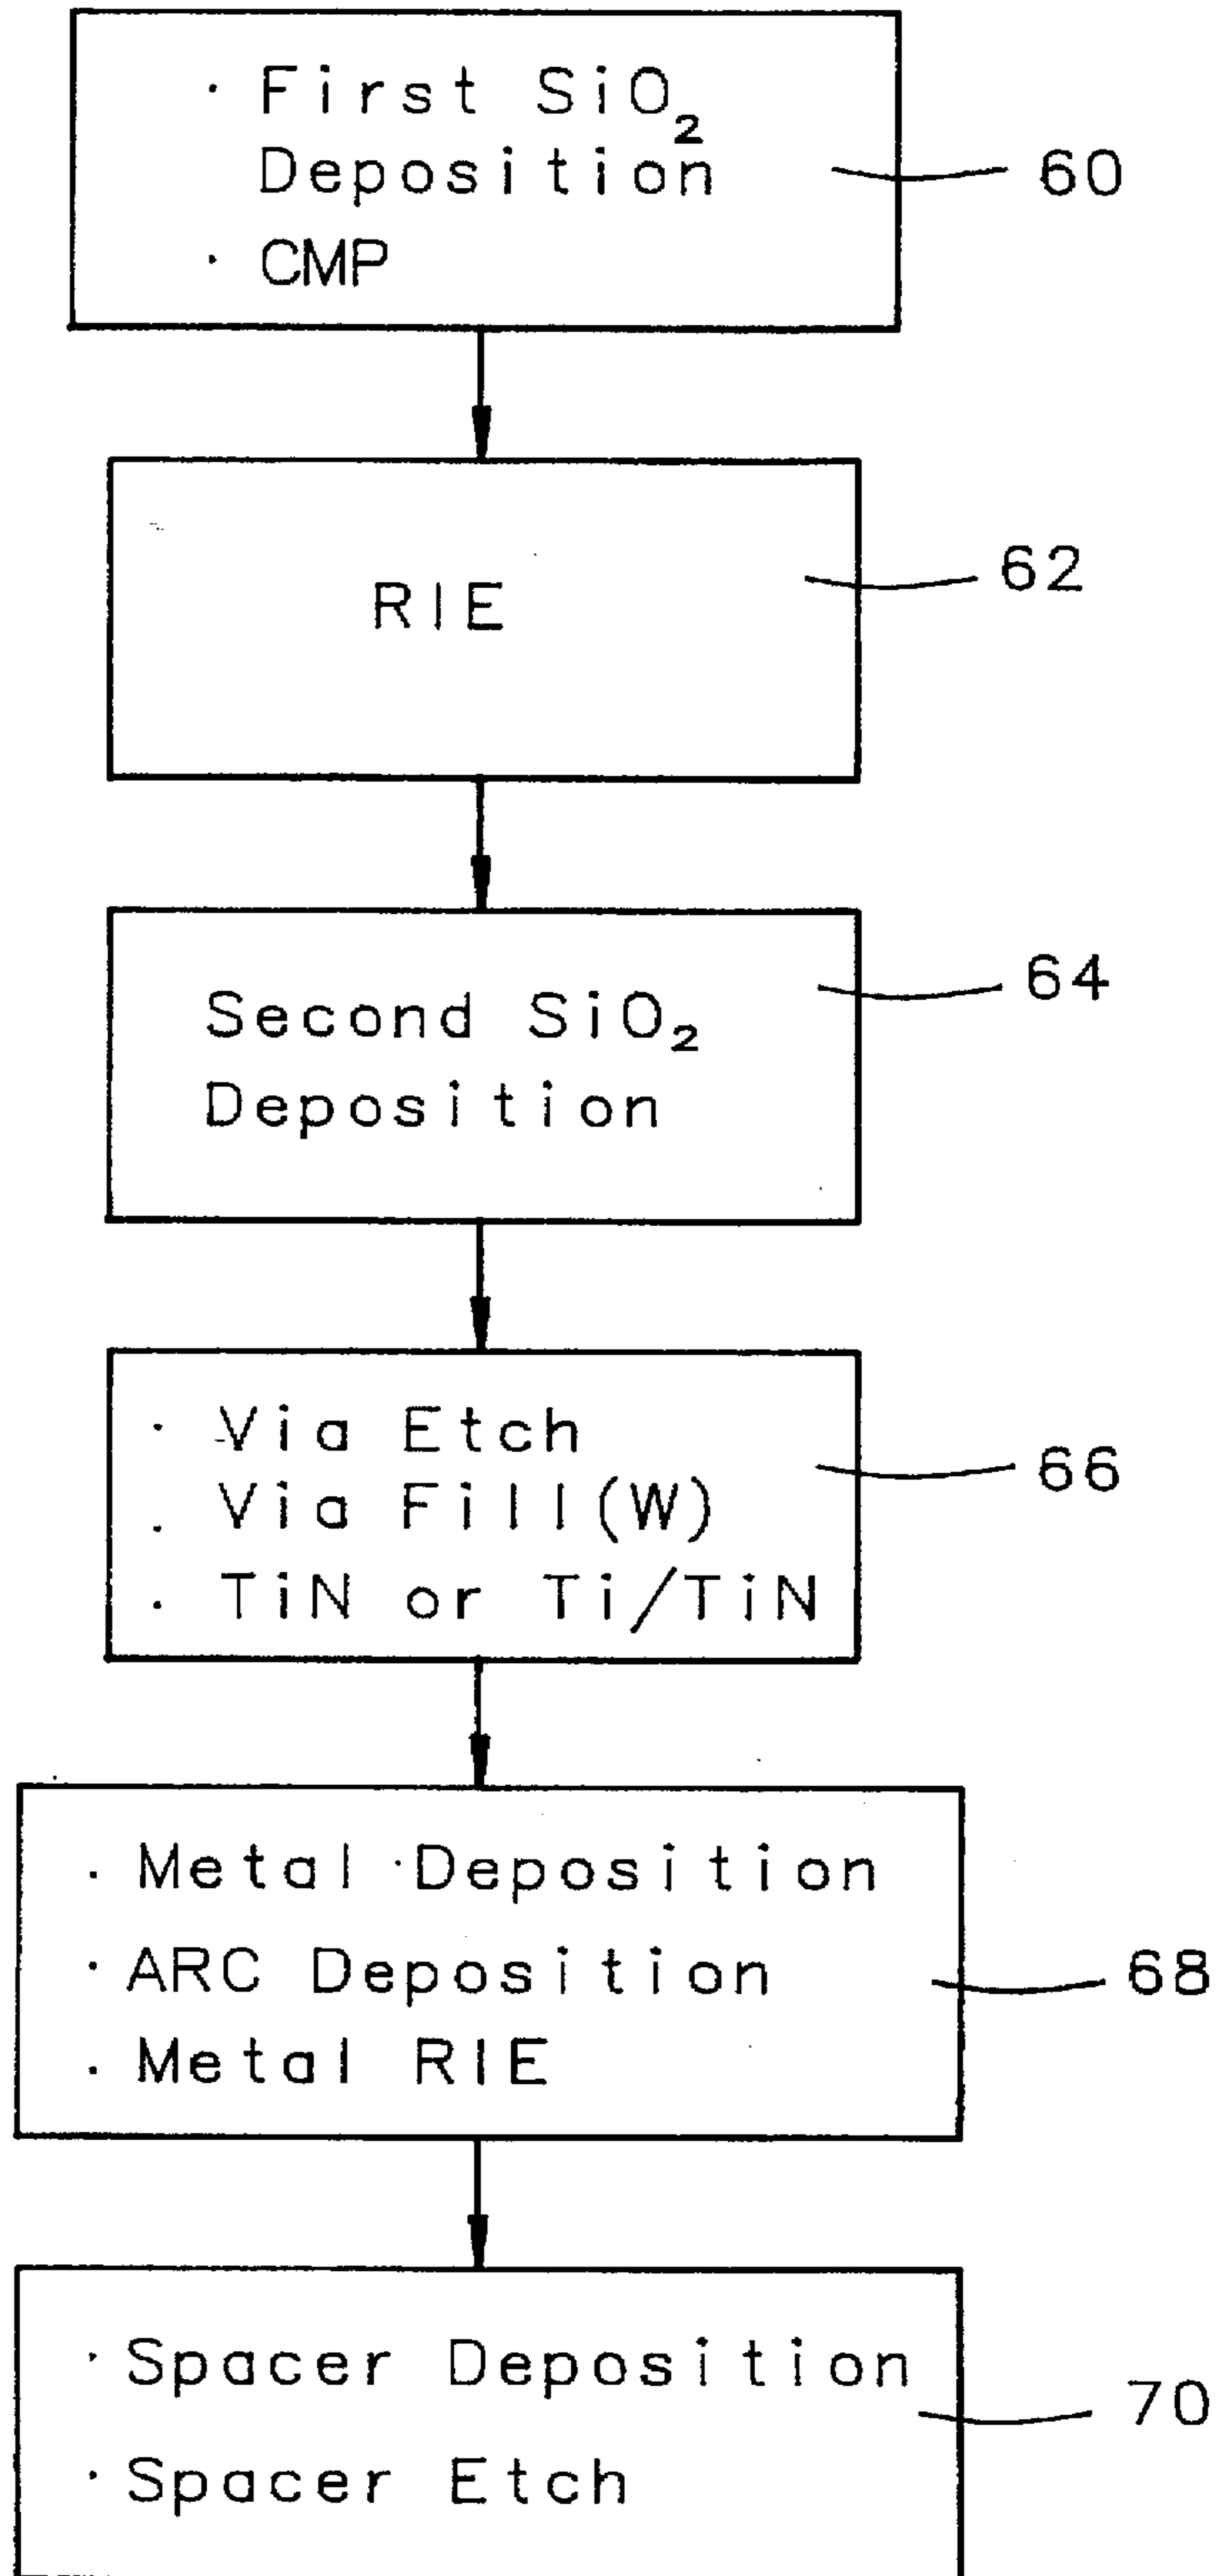 · First SiO₂
Deposition
· CMP
60
RIE
62
Second SiO₂
Deposition
64
· Via Etch
· Via Fill(W)
· TiN or Ti/TiN
66
· Metal Deposition
· ARC Deposition
· Metal RIE
68
· Spacer Deposition
· Spacer Etch
70